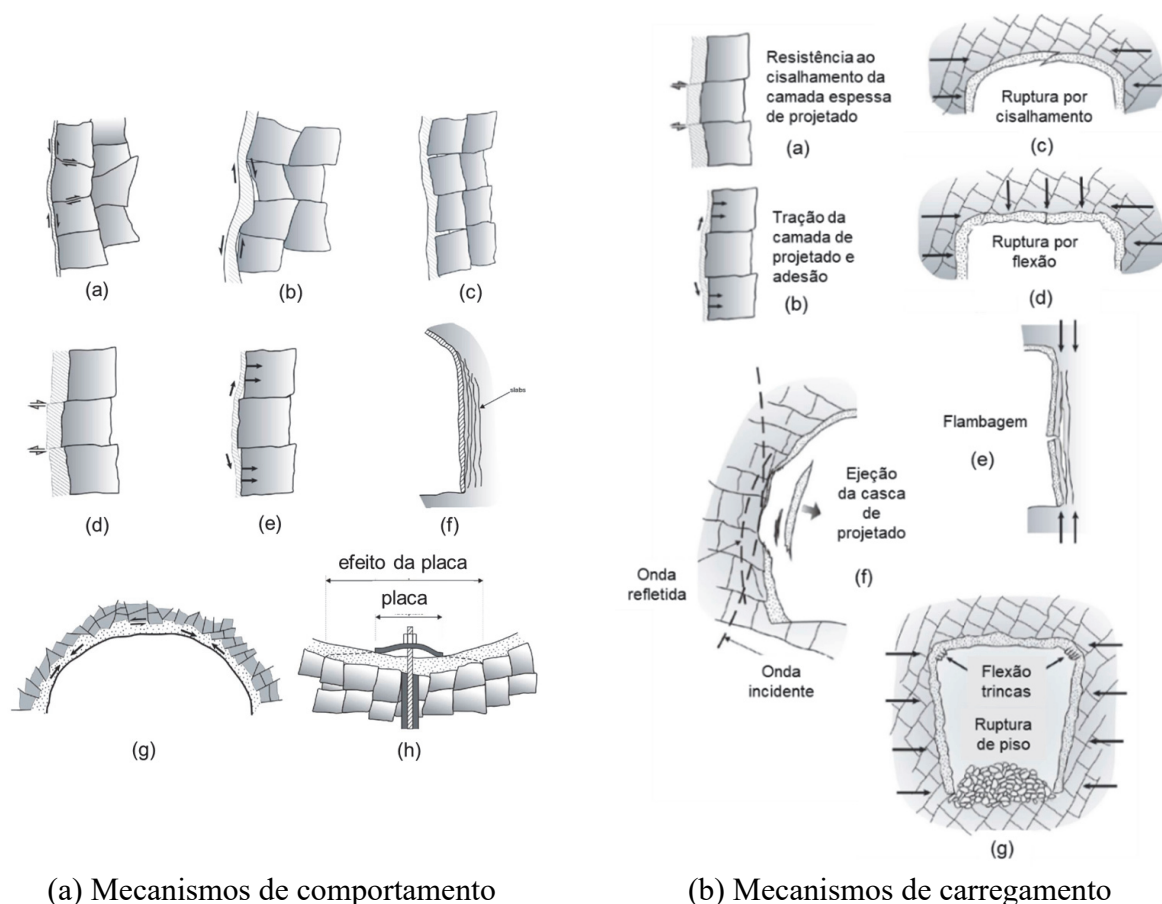 (a)
(b)
(c)
(d)
(e)
(f)
slabs
efeito da placa
placa
(g)
(h)
(a) Mecanismos de comportamento
Resistência ao
cisalhamento da
camada espessa
de projetado
(a)
Ruptura por
cisalhamento
(c)
Tração da
camada de
projetado e
adesão
(b)
Ruptura por
flexão
(d)
Flambagem
(e)
Ejeção
da casca
de
projetado
(f)
Onda
refletida
Onda
incidente
Flexão
trincas
Ruptura
de piso
(g)
(b) Mecanismos de carregamento